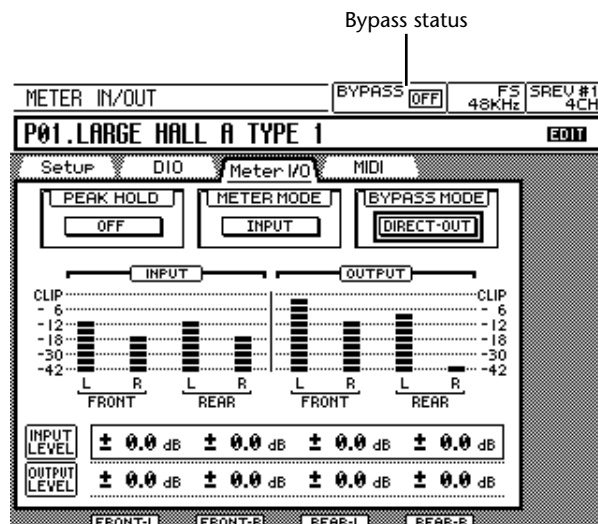 Bypass status
METER IN/OUT BYPASS OFF FS 48KHz SREV #1 4CH
P01.LARGE HALL A TYPE 1 EDIT
Setup DIO Meter I/O MIDI
PEAK HOLD METER MODE BYPASS MODE
OFF INPUT DIRECT-OUT
INPUT OUTPUT
CLIP CLIP
- 6 - 6
-12 -12
-18 -18
-30 -30
-42 -42
L R L R L R L R
FRONT REAR FRONT REAR
INPUT LEVEL ± 0.0 dB ± 0.0 dB ± 0.0 dB ± 0.0 dB
OUTPUT LEVEL ± 0.0 dB ± 0.0 dB ± 0.0 dB ± 0.0 dB
FRONT-L FRONT-R REAR-L REAR-R